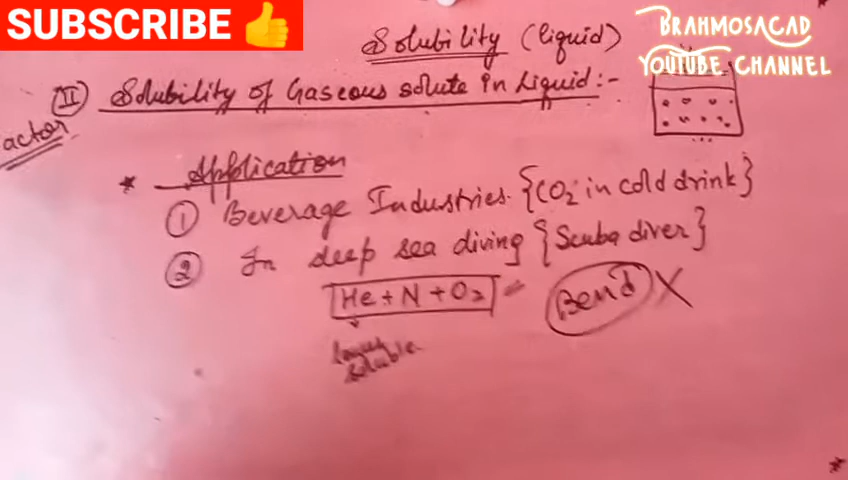 SUBSCRIBE
BRAHMOSACAD
YOUTUBE CHANNEL
Solubility (liquid)
II Solubility of Gaseous solute in Liquid:-
actor
* Application
① Beverage Industries. {CO2 in cold drink}
② In deep sea diving {Scuba diver}
He + N + O2
Bend X
soluble
*